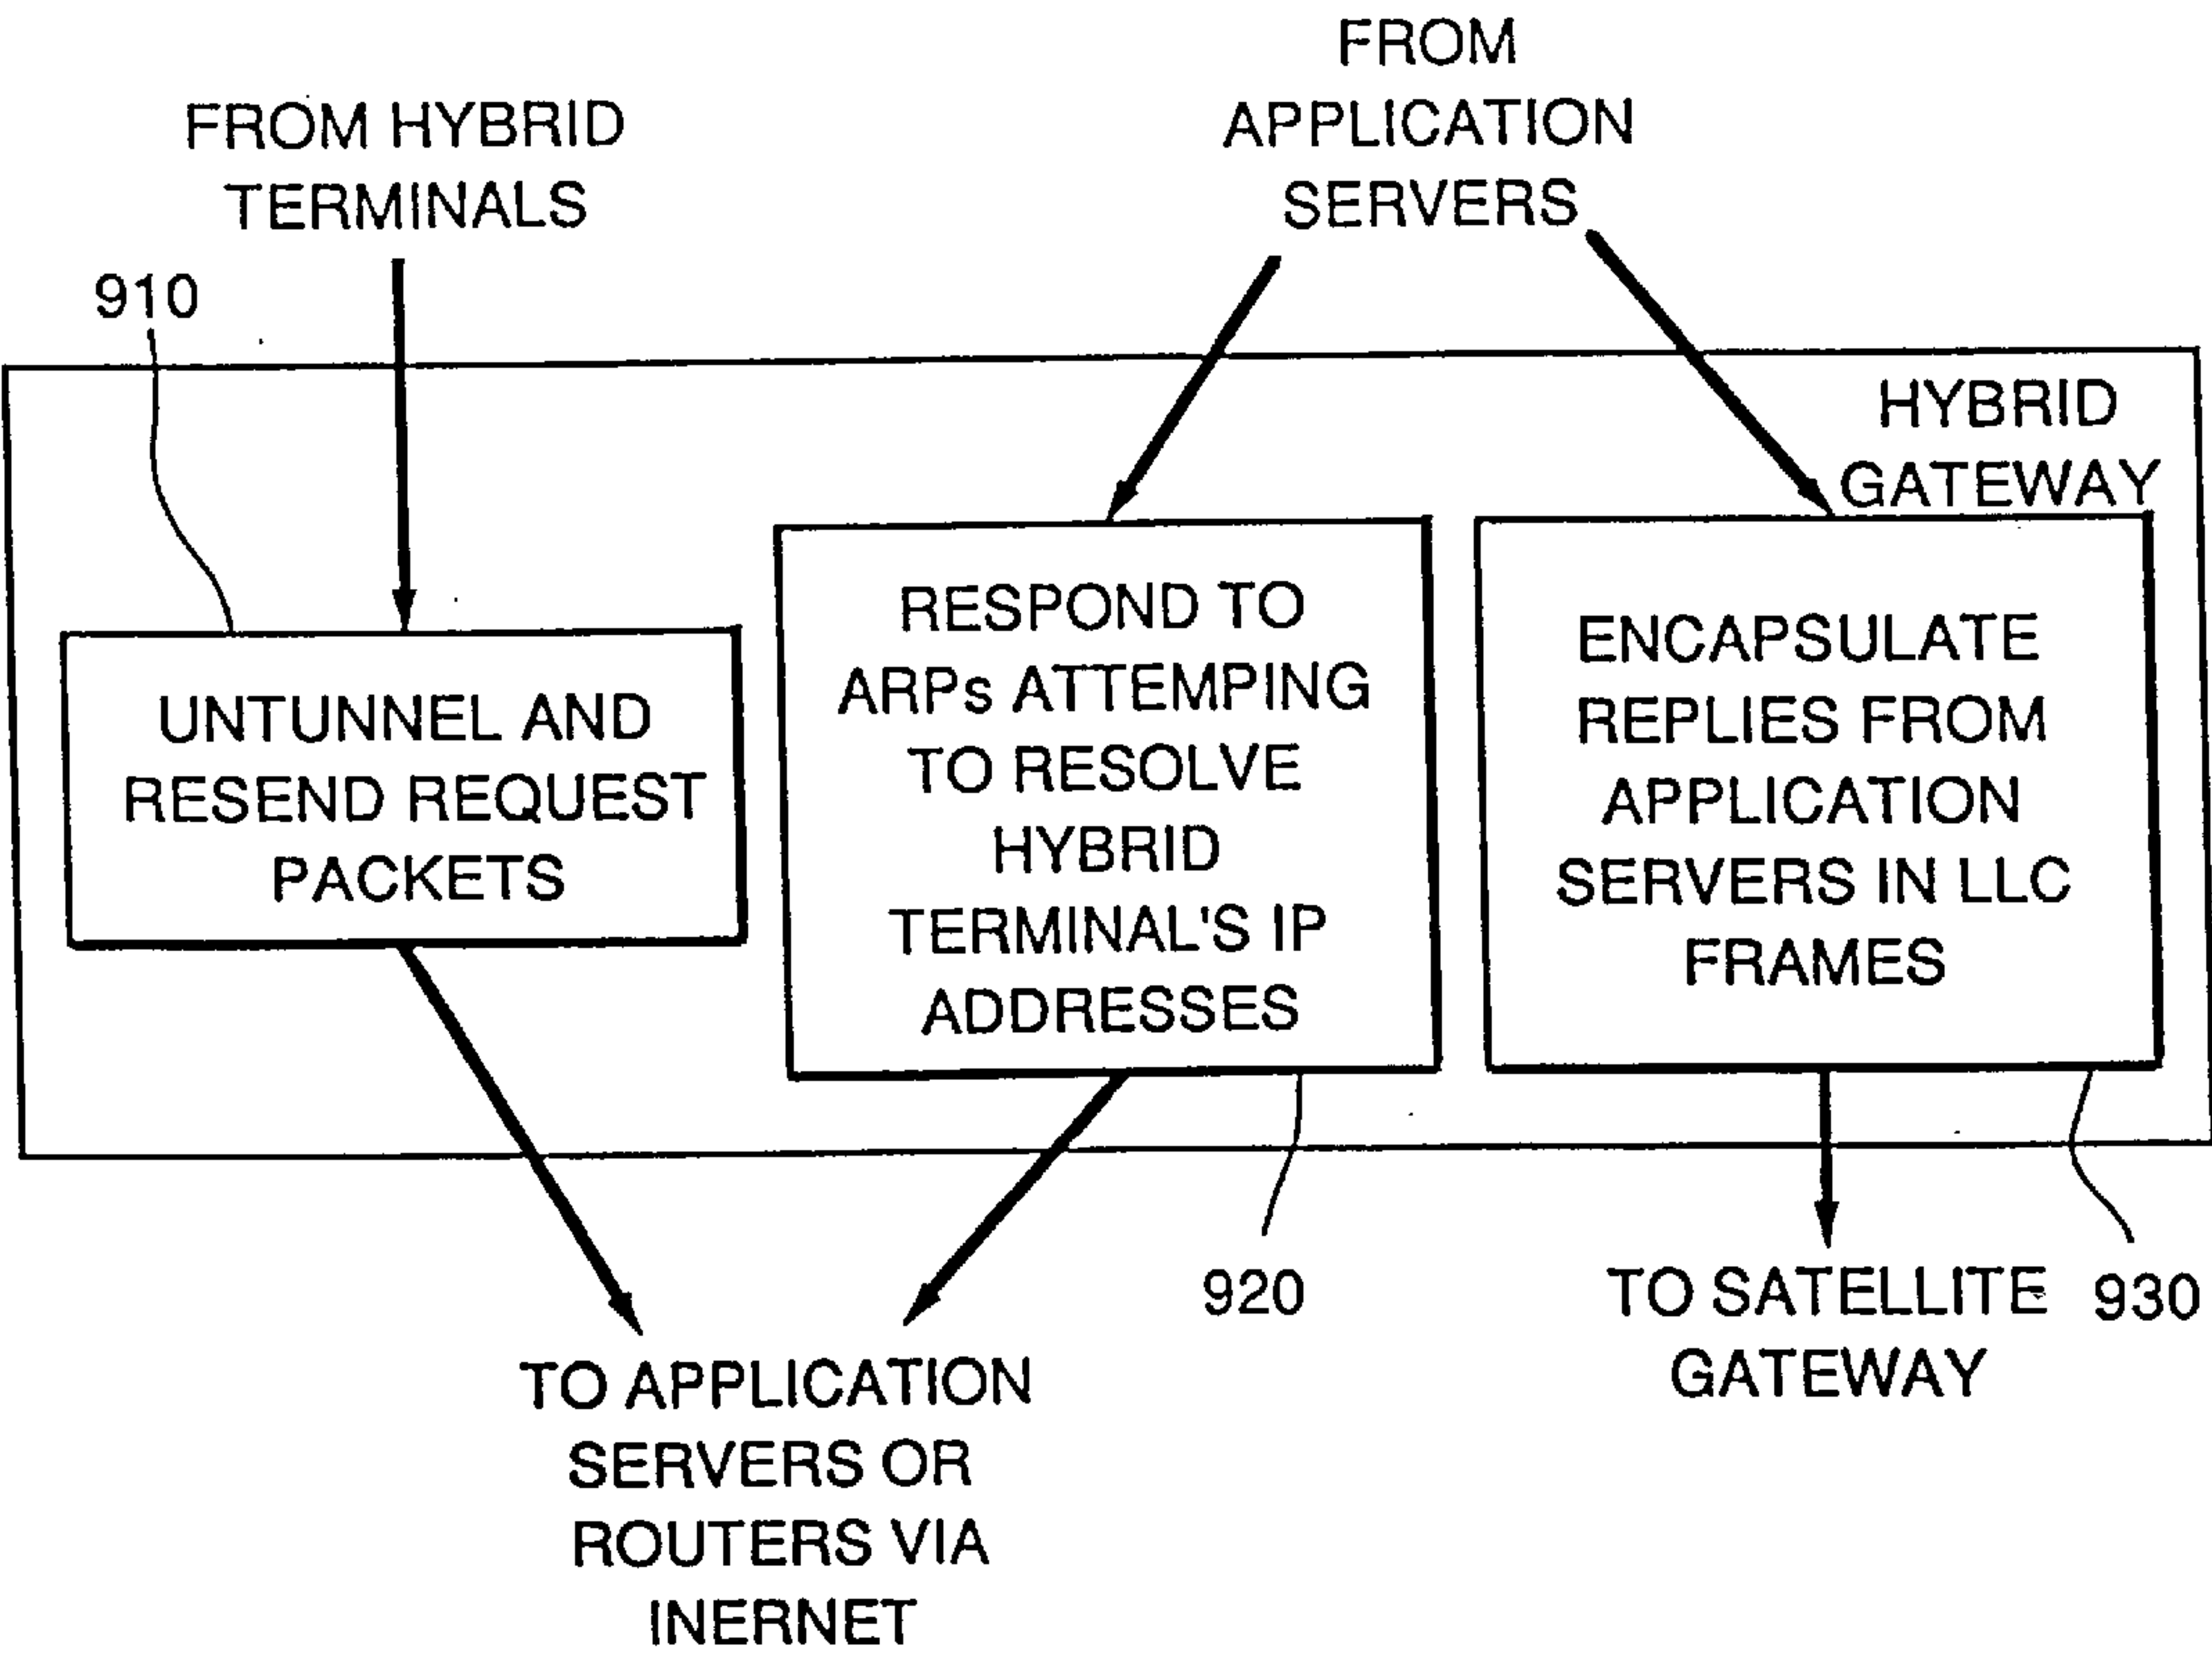 FROM HYBRID
TERMINALS
FROM
APPLICATION
SERVERS
910
HYBRID
GATEWAY
UNTUNNEL AND
RESEND REQUEST
PACKETS
RESPOND TO
ARPs ATTEMPING
TO RESOLVE
HYBRID
TERMINAL'S IP
ADDRESSES
ENCAPSULATE
REPLIES FROM
APPLICATION
SERVERS IN LLC
FRAMES
920
TO SATELLITE
GATEWAY
930
TO APPLICATION
SERVERS OR
ROUTERS VIA
INERNET